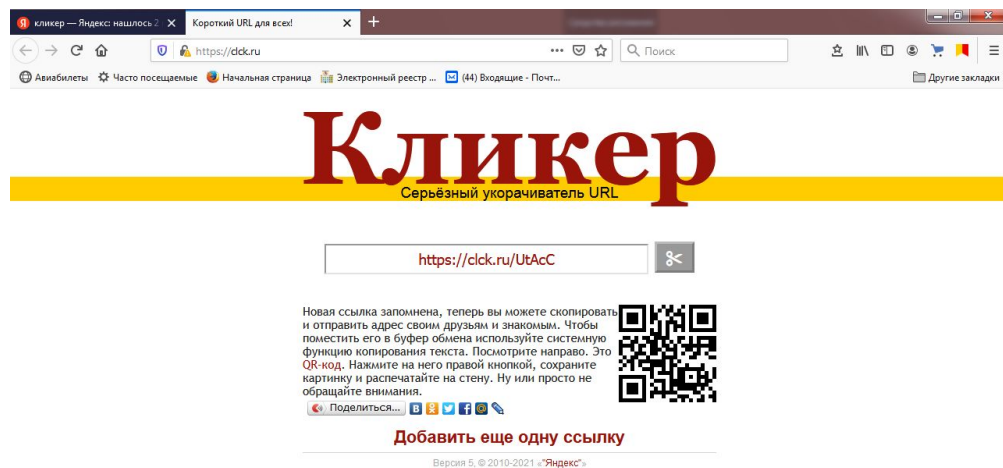 кликер — Яндекс: нашлось 2
Короткий URL для всех!
https://clck.ru
Поиск
Авиабилеты Часто посещаемые Начальная страница Электронный реестр ... (44) Входящие - Почт...
Другие закладки
Кликер
Серьёзный укорачиватель URL
https://clck.ru/UtAcC
Новая ссылка запомнена, теперь вы можете скопировать
и отправить адрес своим друзьям и знакомым. Чтобы
поместить его в буфер обмена используйте системную
функцию копирования текста. Посмотрите направо. Это
QR-код. Нажмите на него правой кнопкой, сохраните
картинку и распечатайте на стену. Ну или просто не
обращайте внимания.
Поделиться...
Добавить еще одну ссылку
Версия 5, © 2010-2021 «"Яндекс"»